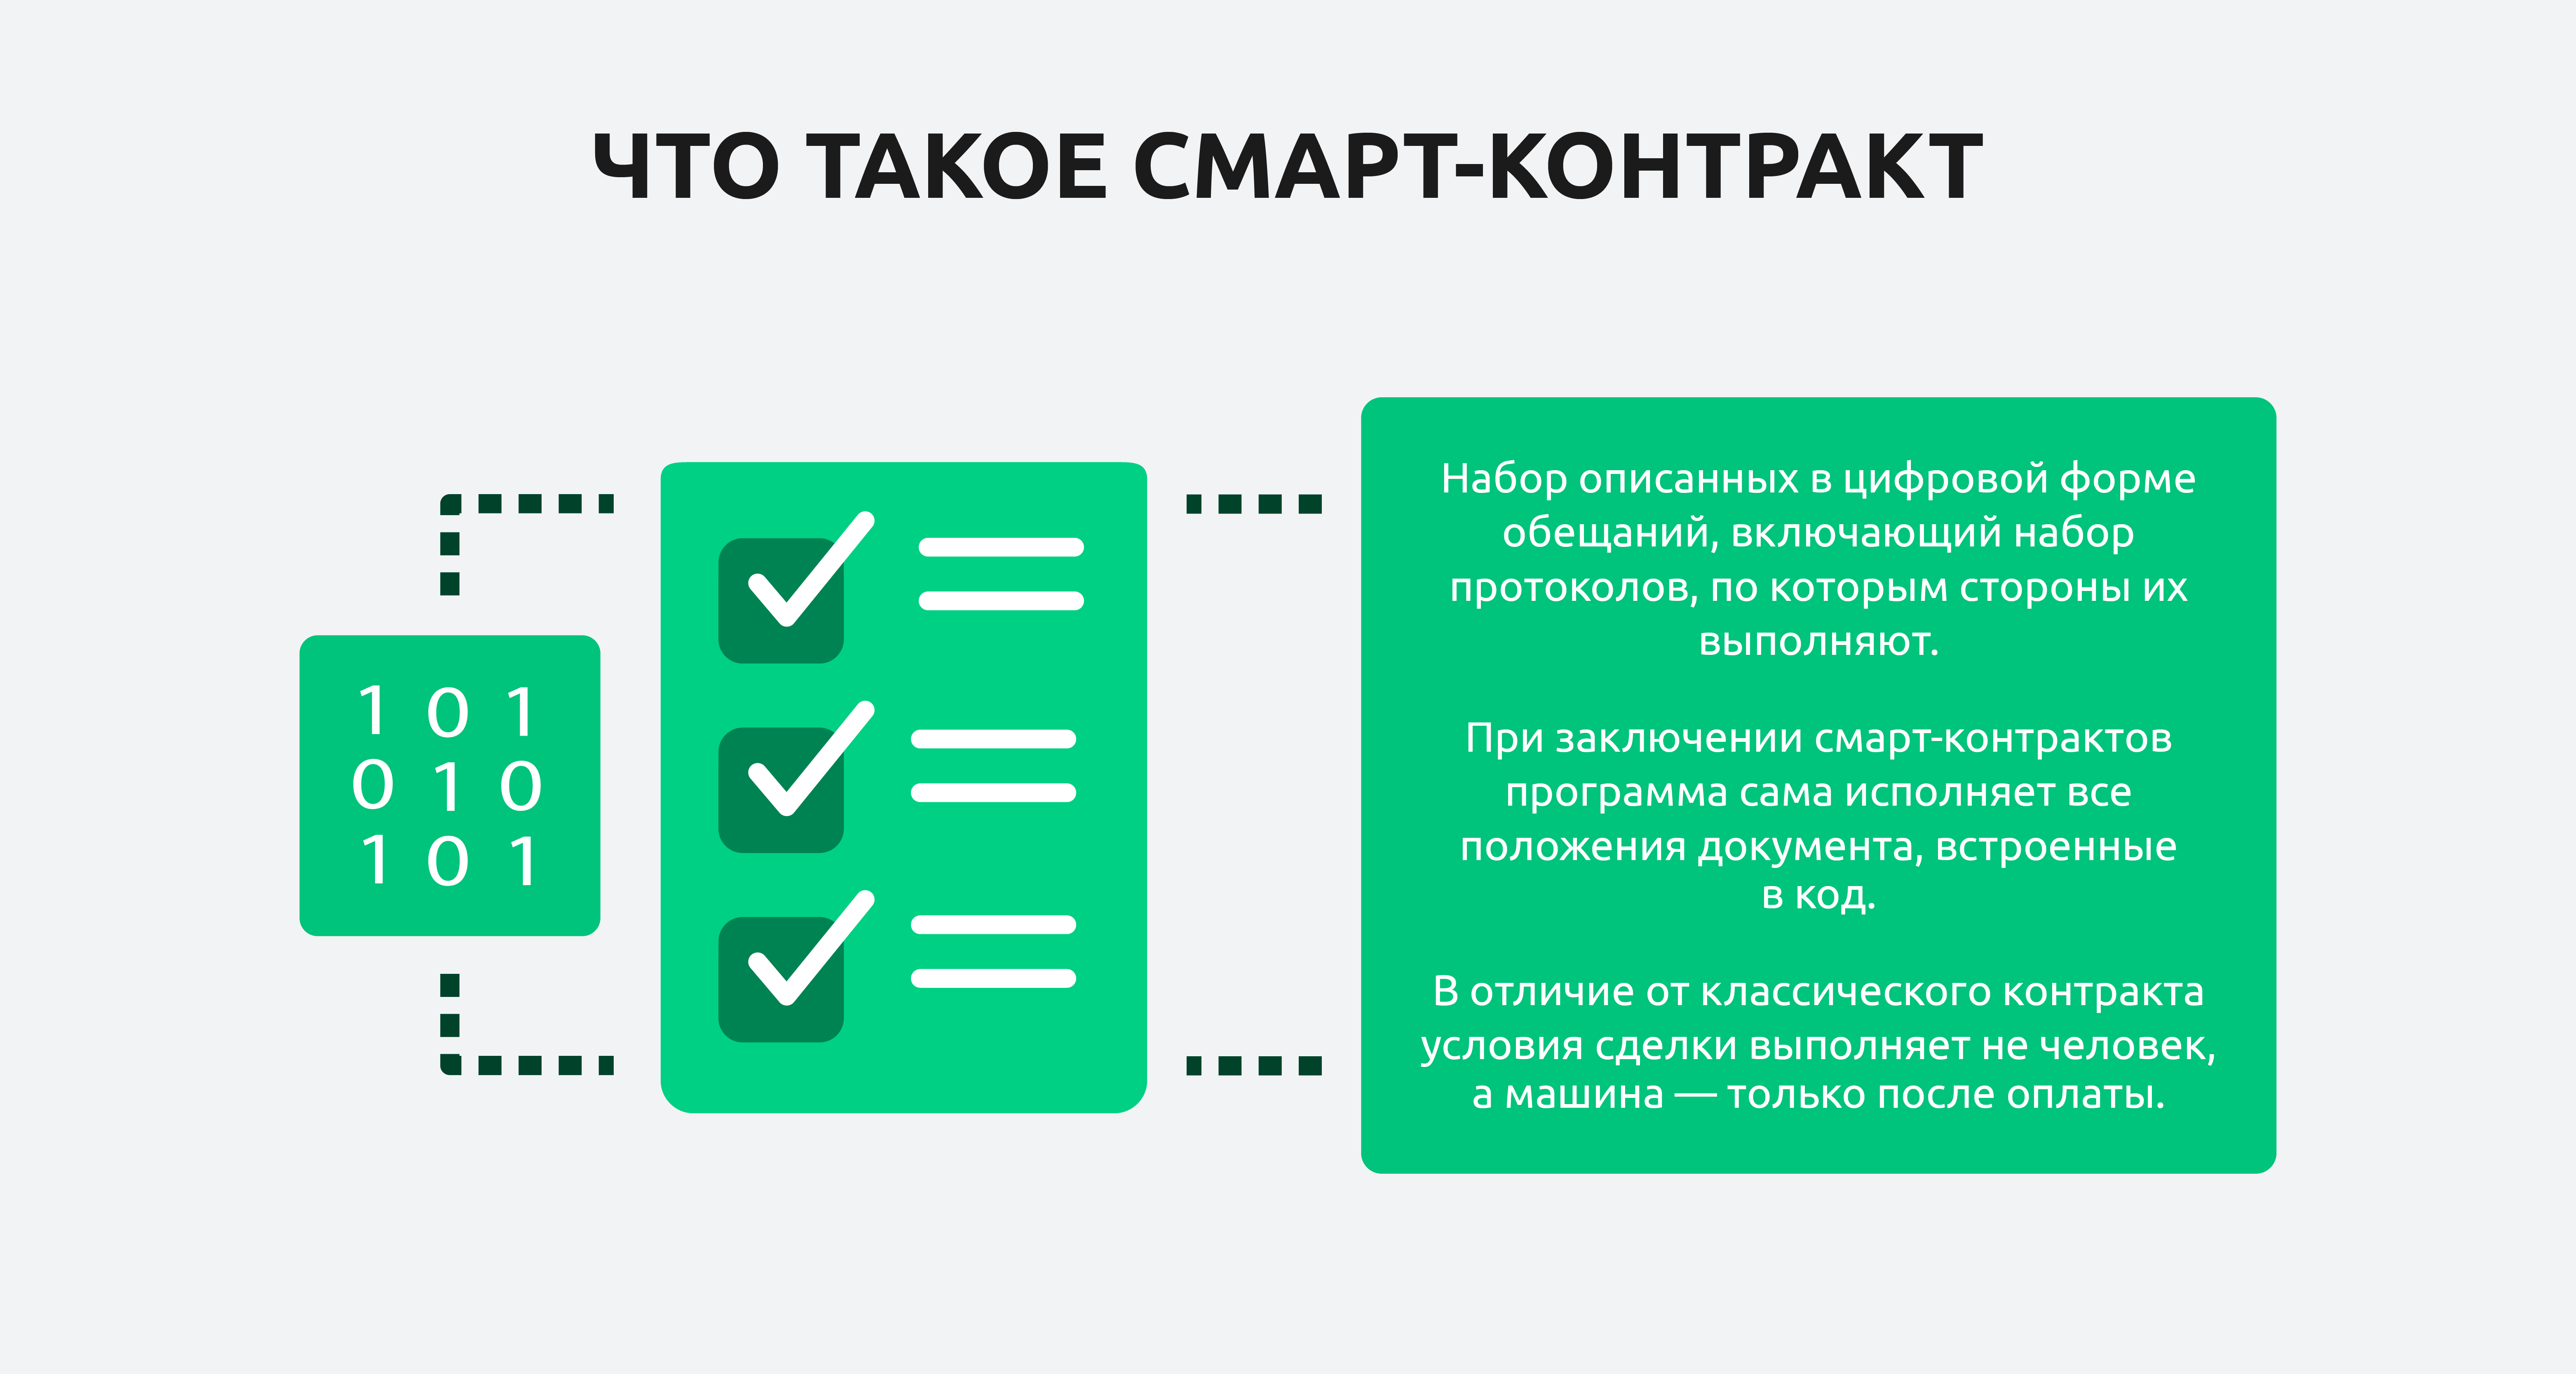 ЧТО ТАКОЕ СМАРТ-КОНТРАКТ
1 0 1
0 1 0
1 0 1
Набор описанных в цифровой форме
обещаний, включающий набор
протоколов, по которым стороны их
выполняют.
При заключении смарт-контрактов
программа сама исполняет все
положения документа, встроенные
в код.
В отличие от классического контракта
условия сделки выполняет не человек,
а машина — только после оплаты.